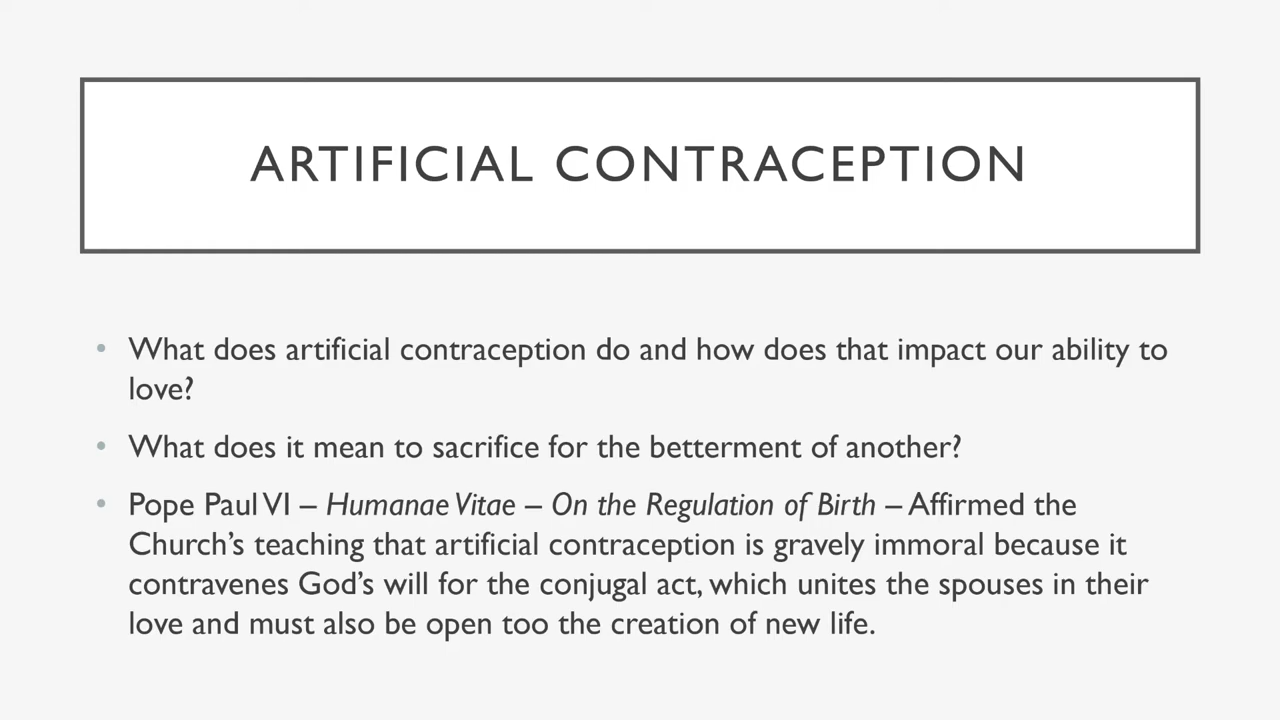 ARTIFICIAL CONTRACEPTION
• What does artificial contraception do and how does that impact our ability to
love?
• What does it mean to sacrifice for the betterment of another?
• Pope Paul VI – Humanae Vitae – On the Regulation of Birth – Affirmed the
Church’s teaching that artificial contraception is gravely immoral because it
contravenes God’s will for the conjugal act, which unites the spouses in their
love and must also be open too the creation of new life.